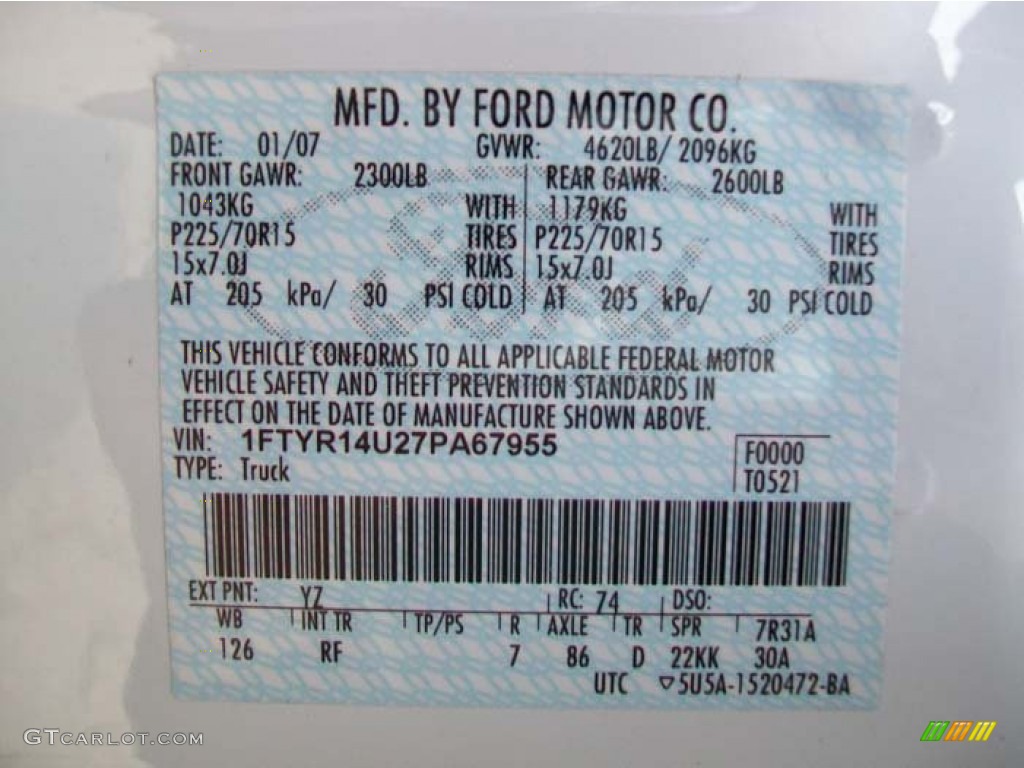 MFD. BY FORD MOTOR CO.
DATE: 01/07 GVWR: 4620LB/ 2096KG
FRONT GAWR: 2300LB REAR GAWR: 2600LB
1043KG WITH 1179KG WITH
P225/70R15 TIRES P225/70R15 TIRES
15x7.0J RIMS 15x7.0J RIMS
AT 205 kPa/ 30 PSI COLD AT 205 kPa/ 30 PSI COLD
THIS VEHICLE CONFORMS TO ALL APPLICABLE FEDERAL MOTOR
VEHICLE SAFETY AND THEFT PREVENTION STANDARDS IN
EFFECT ON THE DATE OF MANUFACTURE SHOWN ABOVE.
VIN: 1FTYR14U27PA67955
F0000
TYPE: Truck T0521
EXT PNT: YZ RC: 74 DSO:
WB INT TR TP/PS R AXLE TR SPR 7R31A
126 RF 7 86 D 22KK 30A
UTC 5U5A-1520472-BA
GTCARLOT.COM